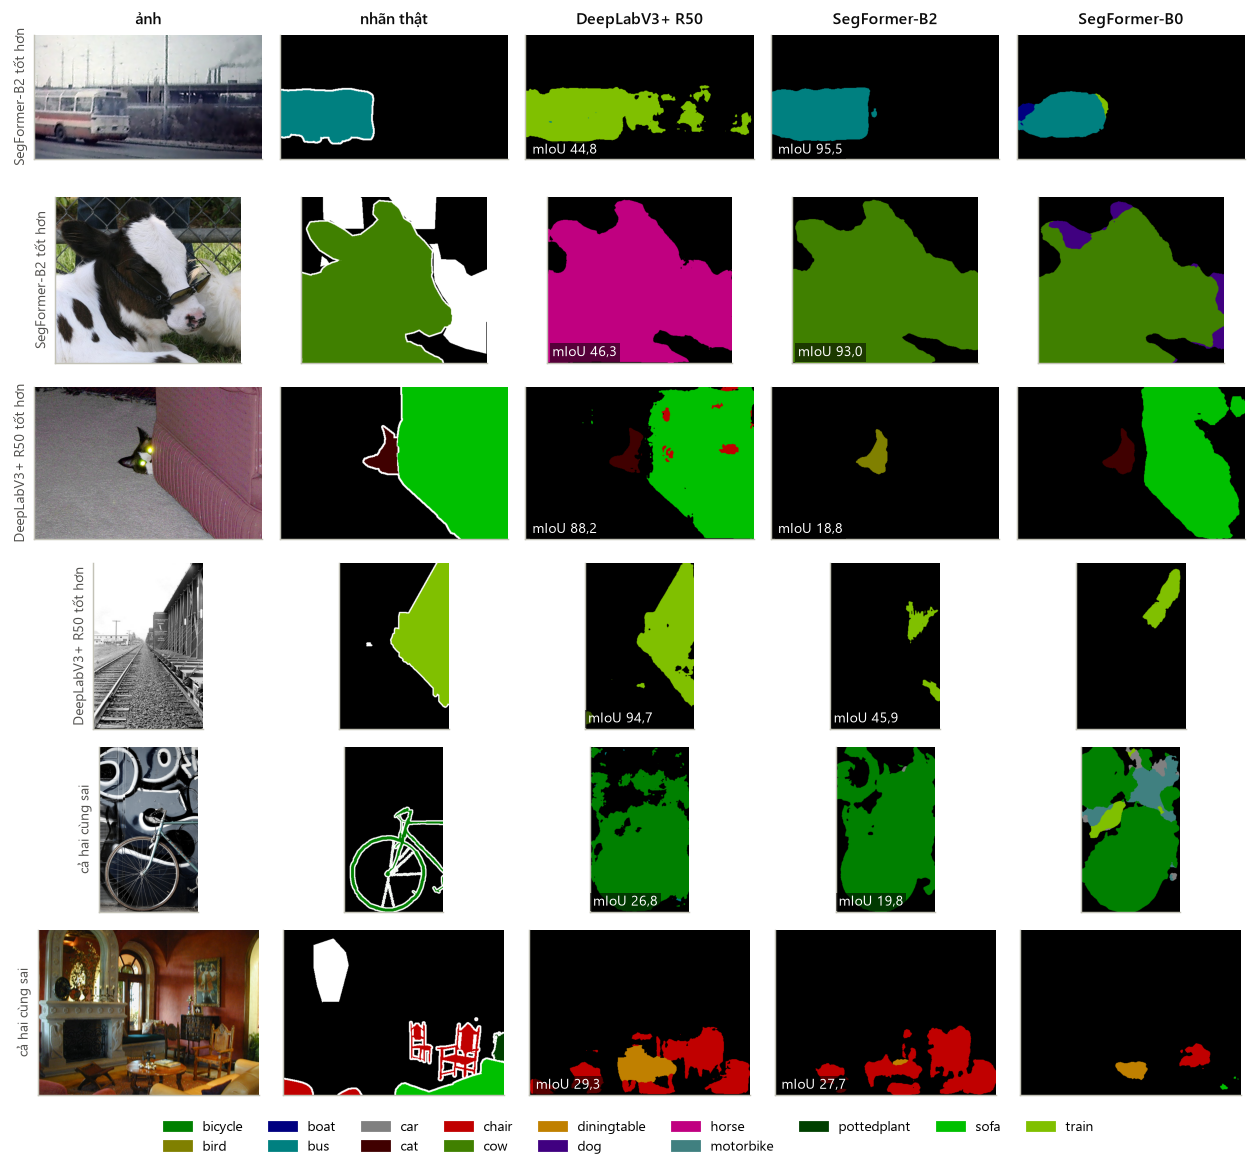 ảnh nhãn thật DeepLabV3+ R50 SegFormer-B2 SegFormer-B0
SegFormer-B2 tốt hơn
mIoU 44,8 mIoU 95,5
SegFormer-B2 tốt hơn
mIoU 46,3 mIoU 93,0
DeepLabV3+ R50 tốt hơn
mIoU 88,2 mIoU 18,8
DeepLabV3+ R50 tốt hơn
mIoU 94,7 mIoU 45,9
cả hai cùng sai
mIoU 26,8 mIoU 19,8
cả hai cùng sai
mIoU 29,3 mIoU 27,7
bicycle boat car chair diningtable horse pottedplant sofa train
bird bus cat cow dog motorbike